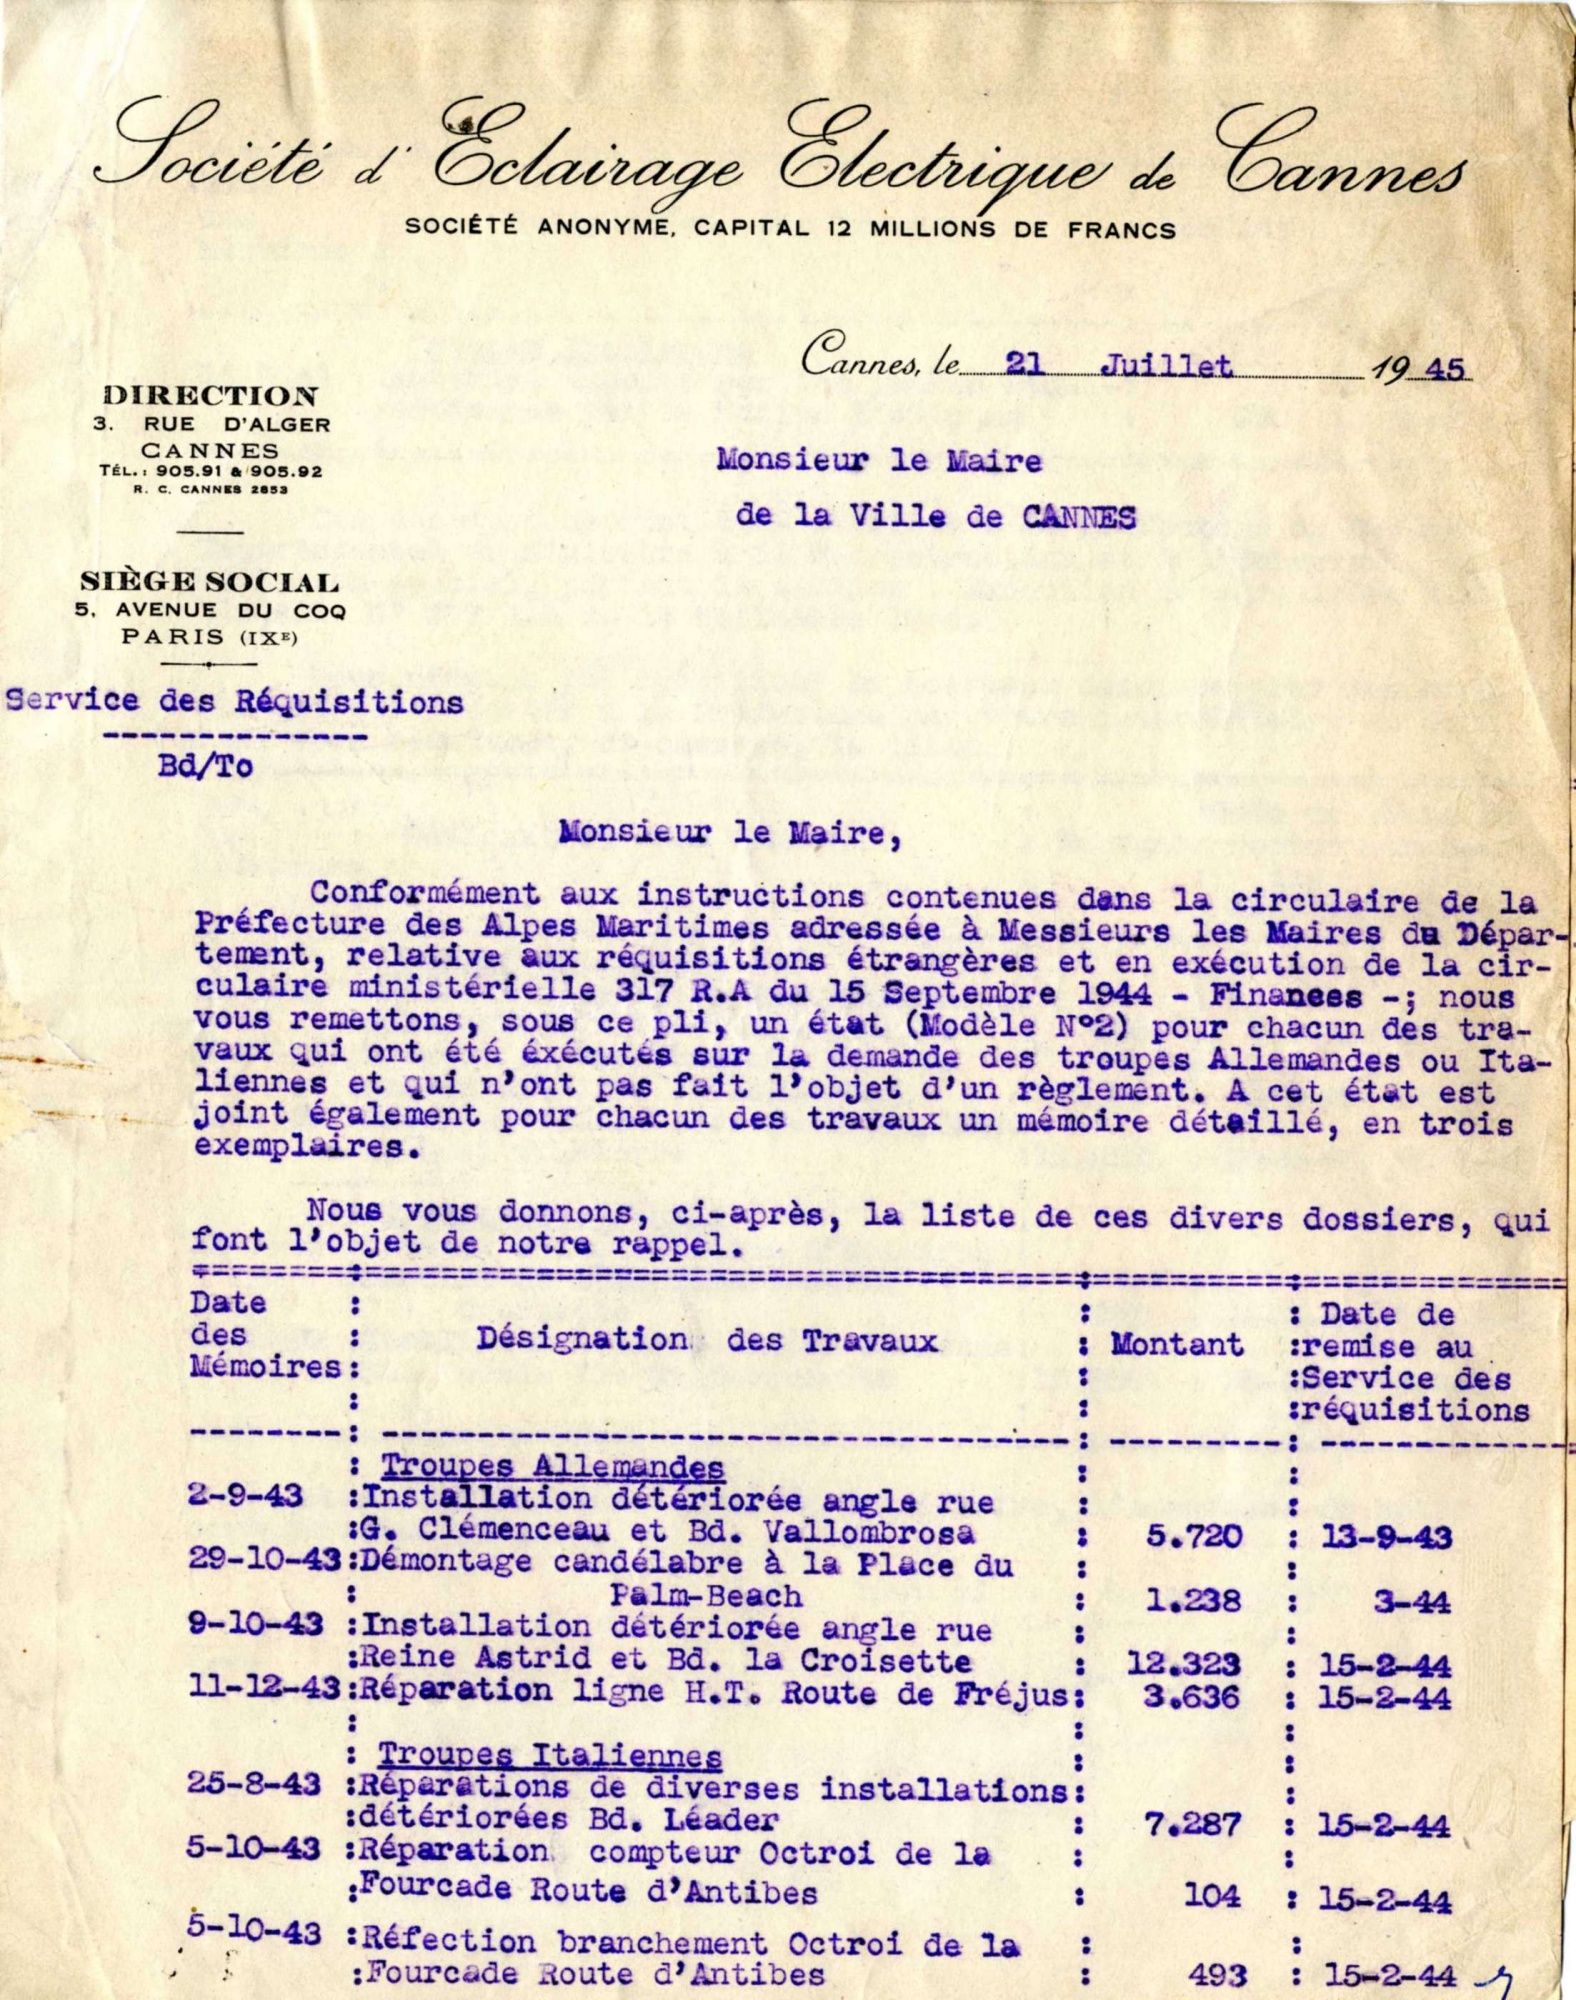 Société d'Eclairage Electrique de Cannes
SOCIÉTÉ ANONYME, CAPITAL 12 MILLIONS DE FRANCS
Cannes, le 21 Juillet 1945
DIRECTION
3. RUE D'ALGER
CANNES
TÉL.: 905.91 & 905.92
R. C. CANNES 2853
Monsieur le Maire
de la Ville de CANNES
SIÈGE SOCIAL
5, AVENUE DU COQ
PARIS (IXE)
Service des Réquisitions
--------------
Bd/To
Monsieur le Maire,
Conformément aux instructions contenues dans la circulaire de la
Préfecture des Alpes Maritimes adressée à Messieurs les Maires du Dépar-
tement, relative aux réquisitions étrangères et en exécution de la cir-
culaire ministérielle 317 R.A du 15 Septembre 1944 - Finances -; nous
vous remettons, sous ce pli, un état (Modèle N°2) pour chacun des tra-
vaux qui ont été éxécutés sur la demande des troupes Allemandes ou Ita-
liennes et qui n'ont pas fait l'objet d'un règlement. A cet état est
joint également pour chacun des travaux un mémoire détaillé, en trois
exemplaires.
Nous vous donnons, ci-après, la liste de ces divers dossiers, qui
font l'objet de notre rappel.
Date : : : Date de
des : Désignation des Travaux : Montant :remise au
Mémoires: : :Service des
: : :réquisitions
: Troupes Allemandes : :
2-9-43 :Installation détériorée angle rue : :
:G. Clémenceau et Bd. Vallombrosa : 5.720 : 13-9-43
29-10-43:Démontage candélabre à la Place du : :
: Palm-Beach : 1.238 : 3-44
9-10-43 :Installation détériorée angle rue : :
:Reine Astrid et Bd. la Croisette : 12.323 : 15-2-44
11-12-43:Réparation ligne H.T. Route de Fréjus: 3.636 : 15-2-44
: : :
: Troupes Italiennes : :
25-8-43 :Réparations de diverses installations: :
:détériorées Bd. Léader : 7.287 : 15-2-44
5-10-43 :Réparation compteur Octroi de la : :
:Fourcade Route d'Antibes : 104 : 15-2-44
5-10-43 :Réfection branchement Octroi de la : :
:Fourcade Route d'Antibes : 493 : 15-2-44